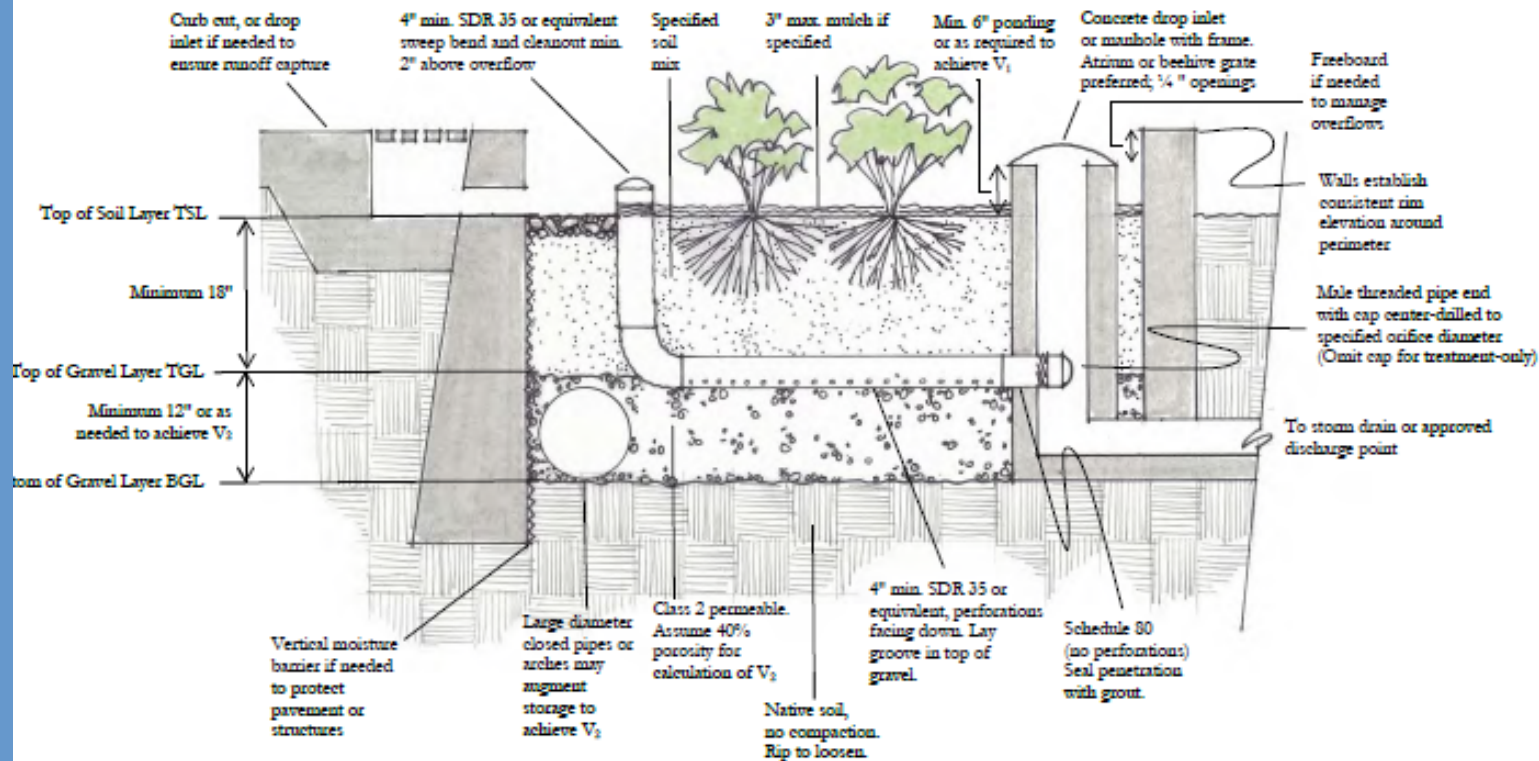 Curb cut, or drop
inlet if needed to
ensure runoff capture
4" min. SDR 35 or equivalent
sweep bend and cleanout min.
2" above overflow
Specified
soil
mix
3" max. mulch if
specified
Min. 6" ponding
or as required to
achieve V₁
Concrete drop inlet
or manhole with frame.
Atrium or beehive grate
preferred; ¼ " openings
Freeboard
if needed
to manage
overflows
Walls establish
consistent rim
elevation around
perimeter
Top of Soil Layer TSL
Minimum 18"
Male threaded pipe end
with cap center-drilled to
specified orifice diameter
(Omit cap for treatment-only)
Top of Gravel Layer TGL
Minimum 12" or as
needed to achieve V₂
To storm drain or approved
discharge point
tom of Gravel Layer BGL
Vertical moisture
barrier if needed
to protect
pavement or
structures
Large diameter
closed pipes or
arches may
augment
storage to
achieve V₂
Class 2 permeable.
Assume 40%
porosity for
calculation of V₂
Native soil,
no compaction.
Rip to loosen.
4" min. SDR 35 or
equivalent, perforations
facing down. Lay
groove in top of
gravel.
Schedule 80
(no perforations)
Seal penetration
with grout.